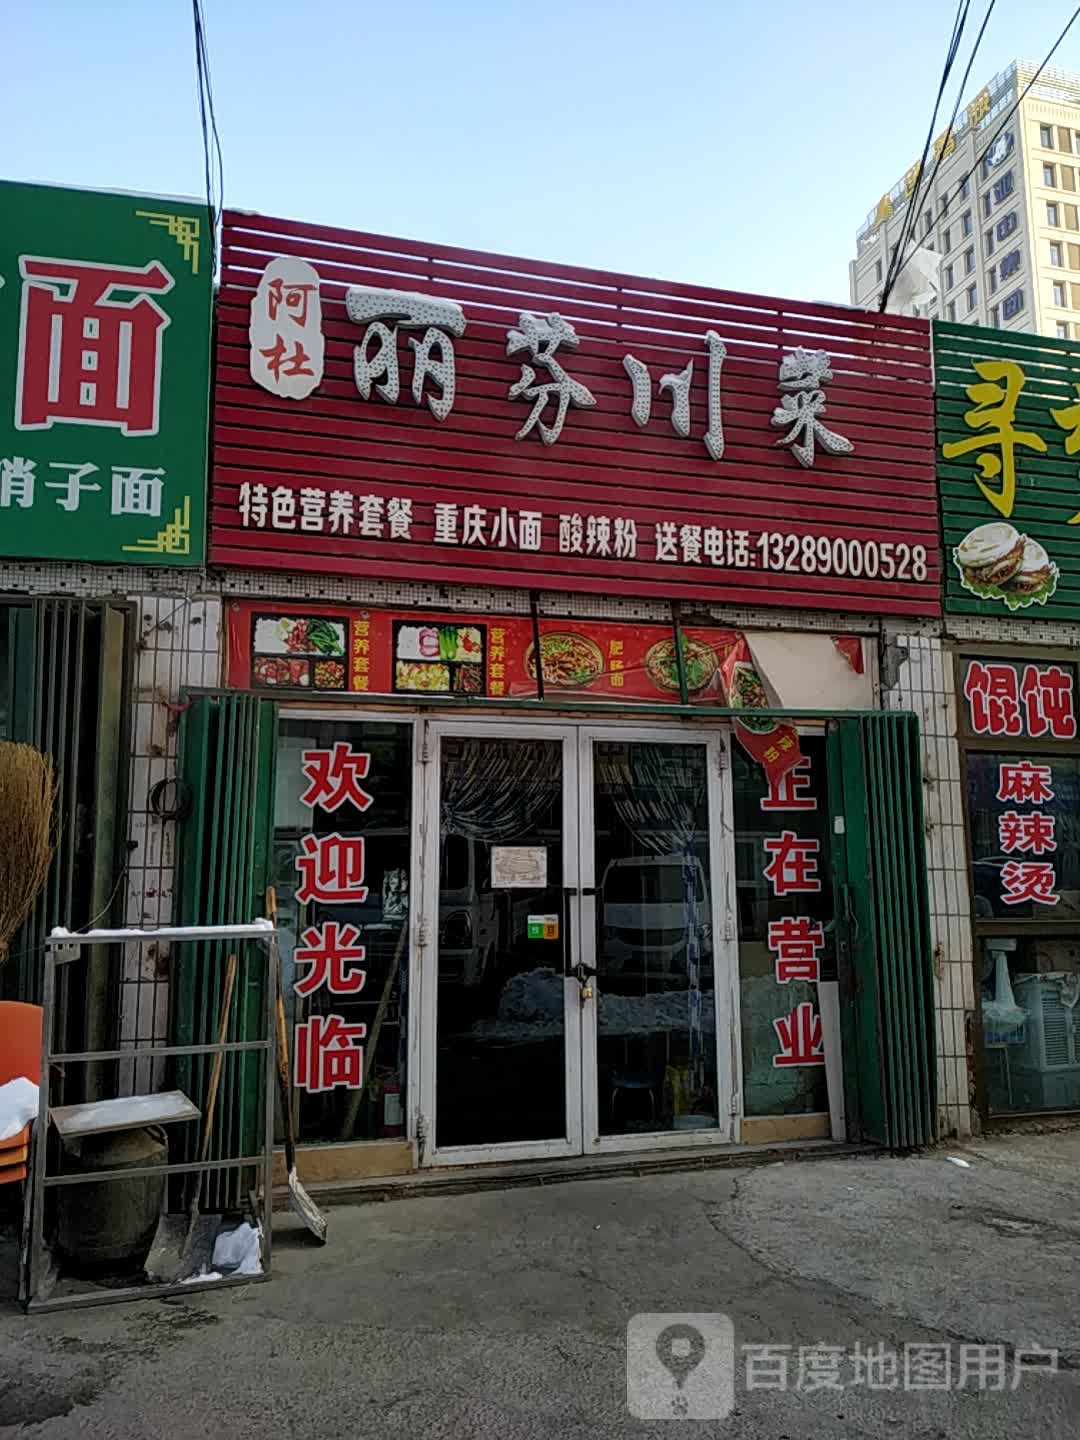 面
哨子面
阿杜
丽芬川菜
特色营养套餐 重庆小面 酸辣粉 送餐电话:13289000528
寻
营养套餐
营养套餐
肥肠面
辣粉
欢迎光临
正在营业
馄饨
麻辣烫
百度地图用户